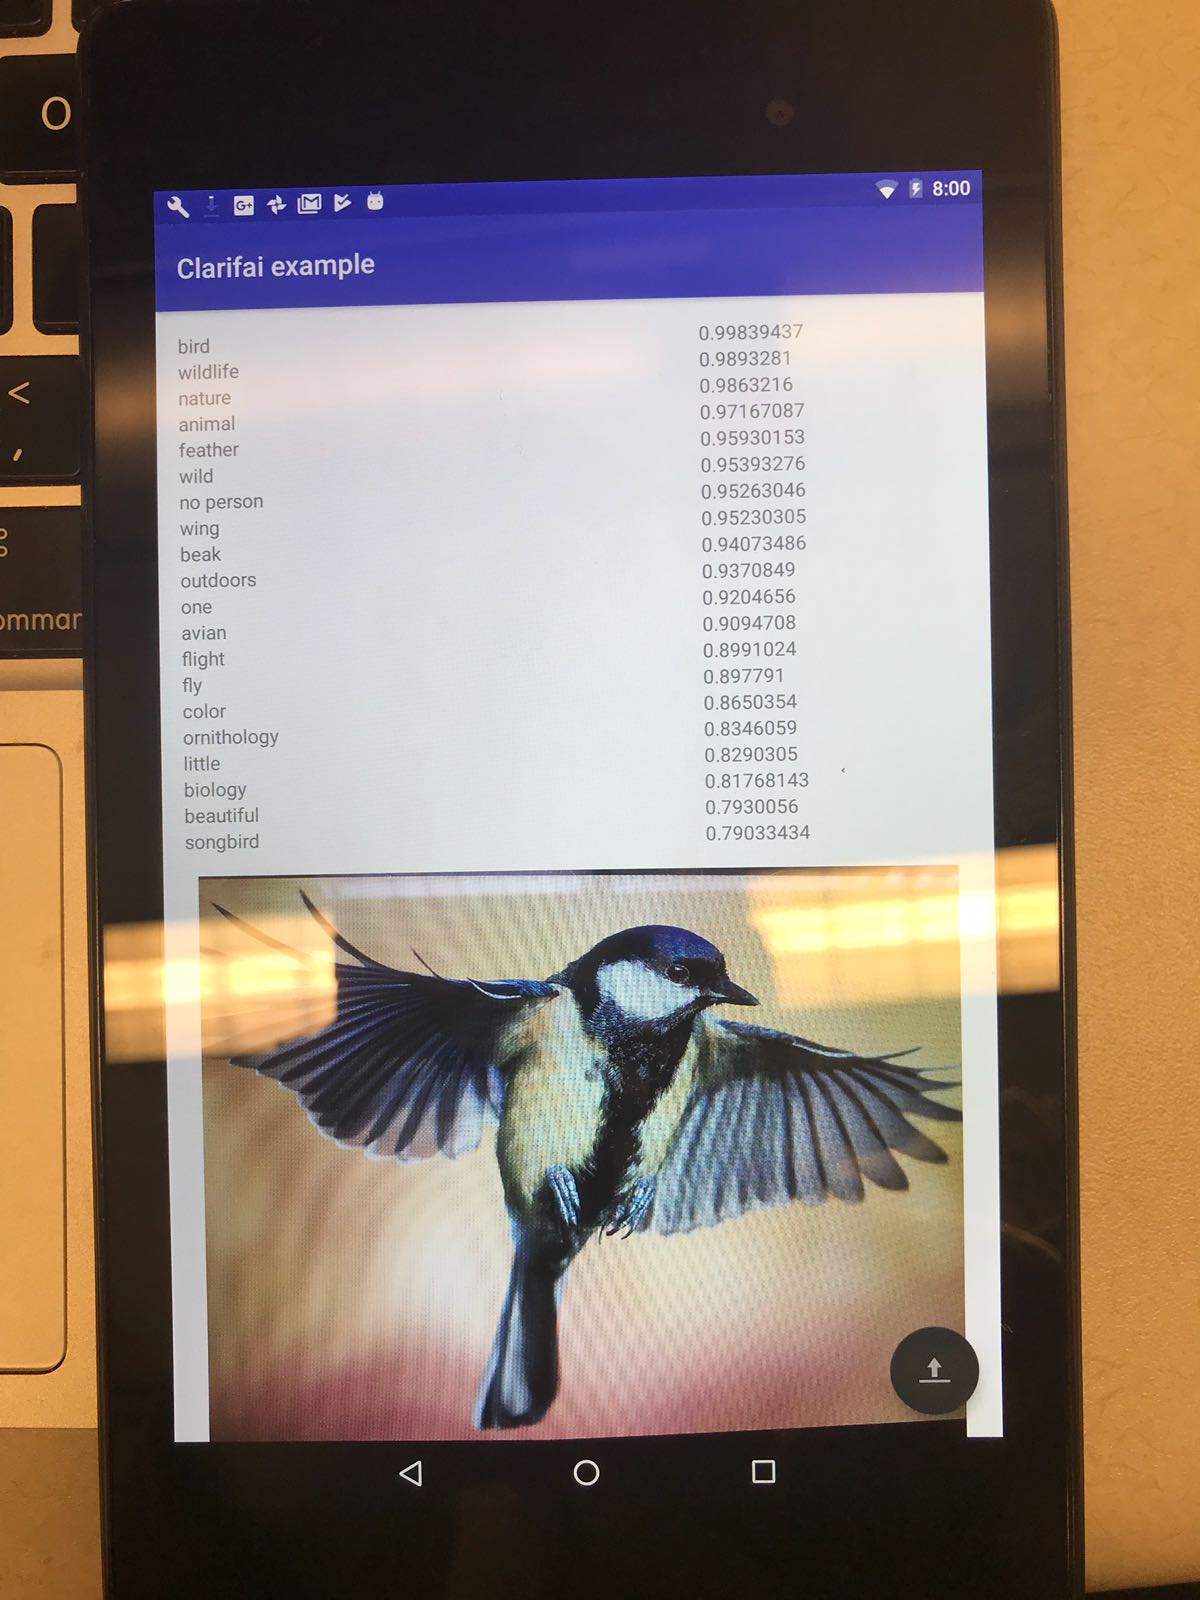 O
<
,
ommar
G+
8:00
Clarifai example
bird 0.99839437
wildlife 0.9893281
nature 0.9863216
animal 0.97167087
feather 0.95930153
wild 0.95393276
no person 0.95263046
wing 0.95230305
beak 0.94073486
outdoors 0.9370849
one 0.9204656
avian 0.9094708
flight 0.8991024
fly 0.897791
color 0.8650354
ornithology 0.8346059
little 0.8290305
biology 0.81768143
beautiful 0.7930056
songbird 0.79033434